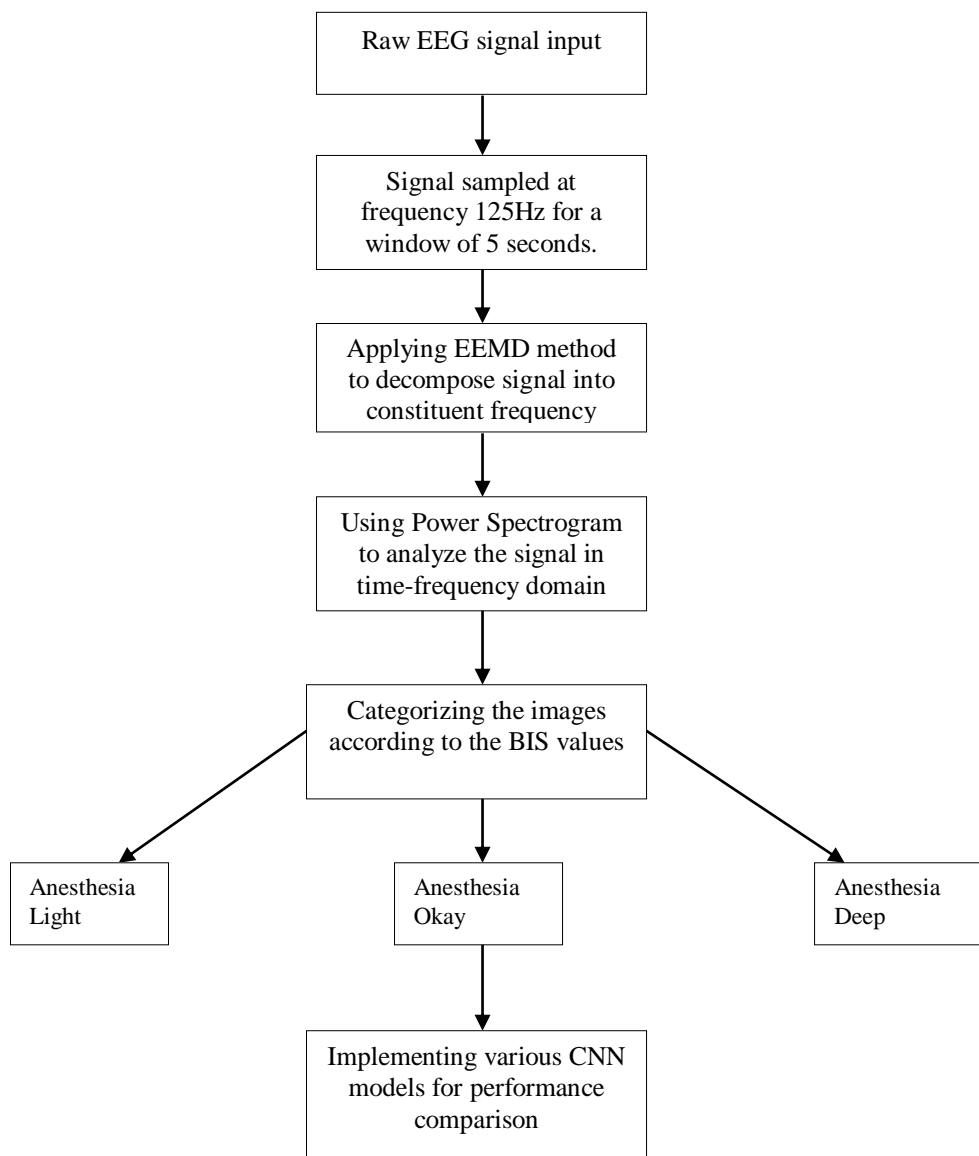 Raw EEG signal input
Signal sampled at
frequency 125Hz for a
window of 5 seconds.
Applying EEMD method
to decompose signal into
constituent frequency
Using Power Spectrogram
to analyze the signal in
time-frequency domain
Categorizing the images
according to the BIS values
Anesthesia
Light
Anesthesia
Okay
Anesthesia
Deep
Implementing various CNN
models for performance
comparison